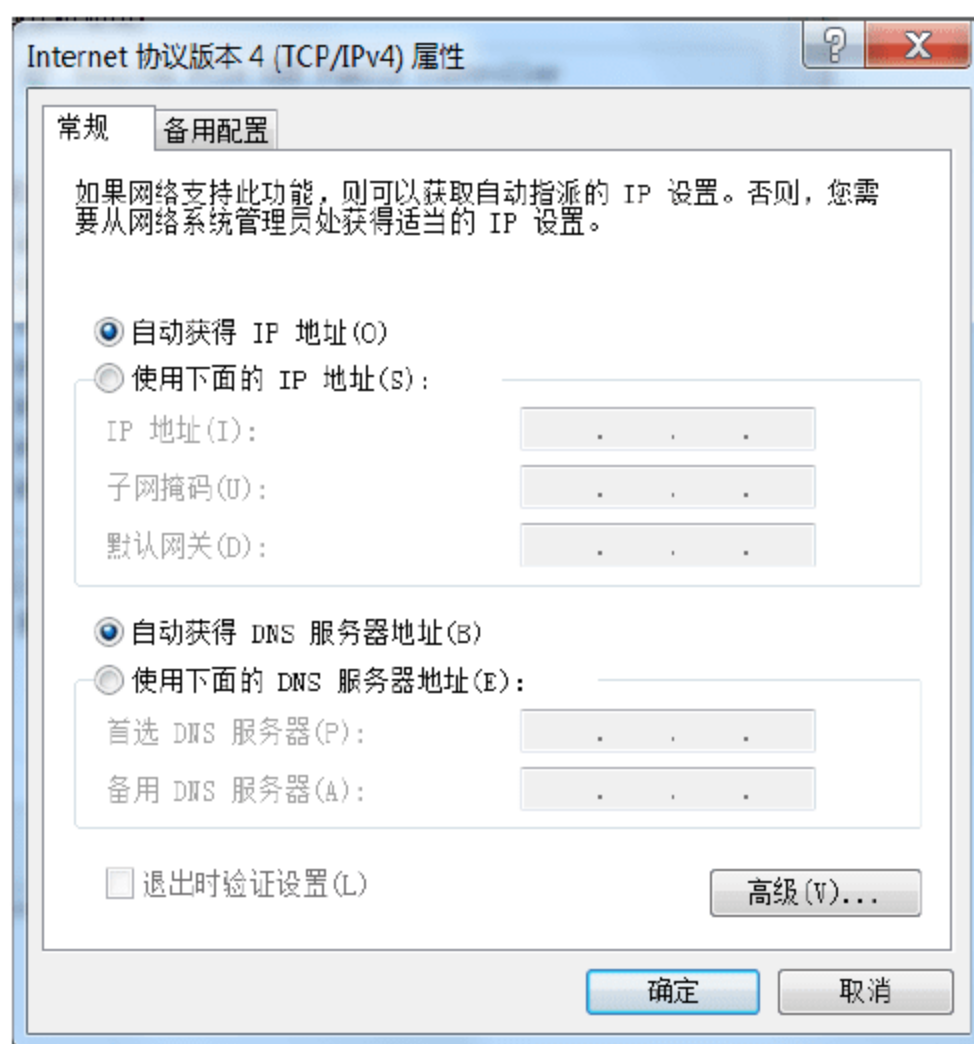 Internet 协议版本 4 (TCP/IPv4) 属性
常规 备用配置
如果网络支持此功能，则可以获取自动指派的 IP 设置。否则，您需
要从网络系统管理员处获得适当的 IP 设置。
自动获得 IP 地址(O)
使用下面的 IP 地址(S):
IP 地址(I):
子网掩码(U):
默认网关(D):
自动获得 DNS 服务器地址(B)
使用下面的 DNS 服务器地址(E):
首选 DNS 服务器(P):
备用 DNS 服务器(A):
退出时验证设置(L)
高级(V)...
确定 取消